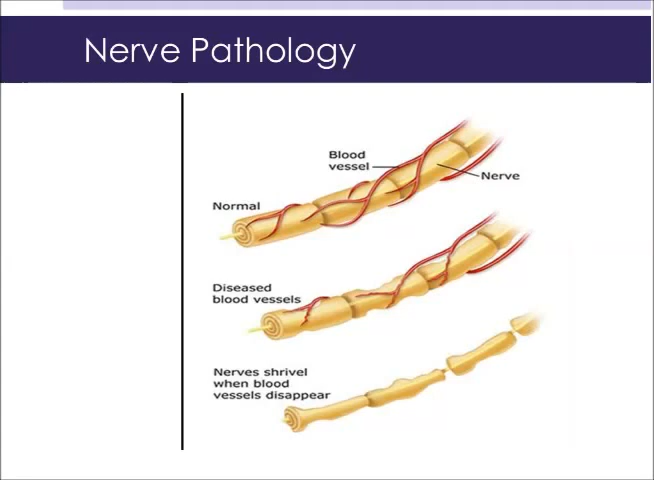 Nerve Pathology
Blood
vessel
Nerve
Normal
Diseased
blood vessels
Nerves shrivel
when blood
vessels disappear